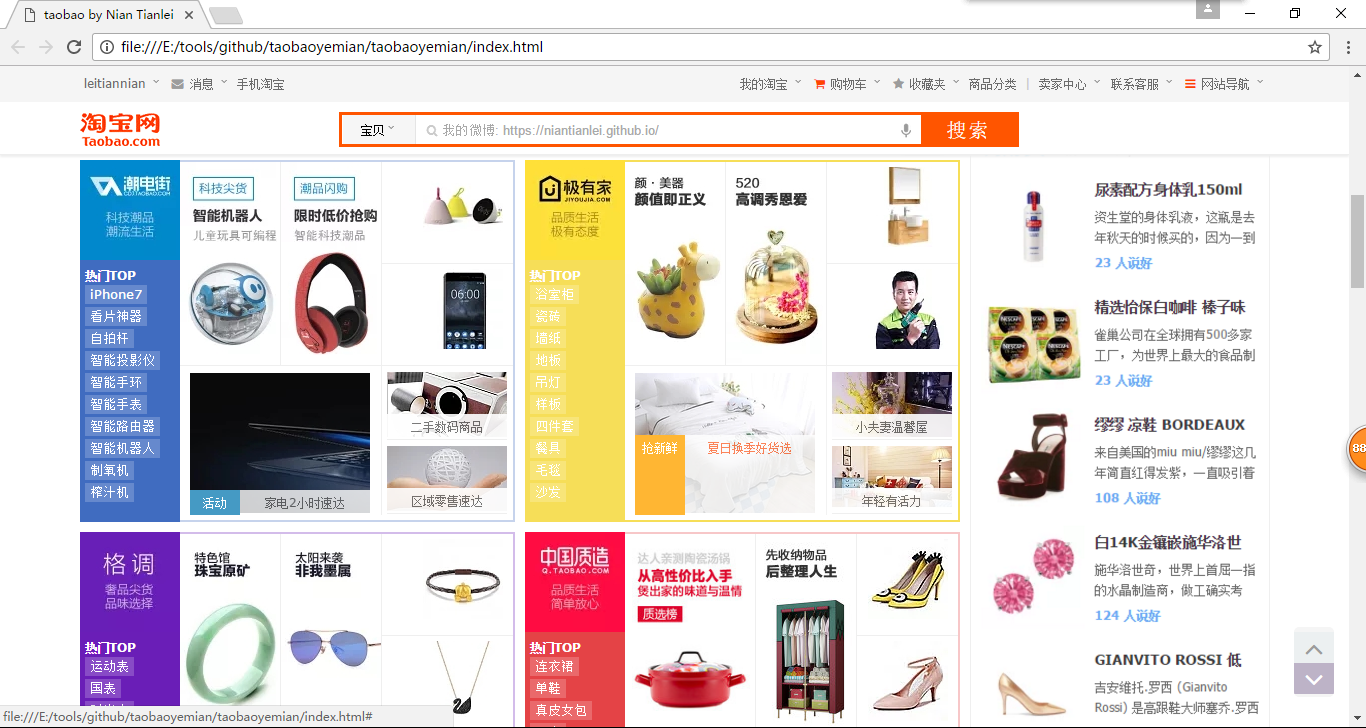 taobao by Nian Tianlei
file:///E:/tools/github/taobaoyemian/taobaoyemian/index.html
leitiannian 消息 手机淘宝 我的淘宝 购物车 收藏夹 商品分类 卖家中心 联系客服 网站导航
淘宝网
Taobao.com
宝贝 我的微博: https://niantianlei.github.io/ 搜索
潮电街
CD.TAOBAO.COM
科技潮品
潮流生活
热门TOP
iPhone7
看片神器
自拍杆
智能投影仪
智能手环
智能手表
智能路由器
智能机器人
制氧机
榨汁机
科技尖货
智能机器人
儿童玩具可编程
潮品闪购
限时低价抢购
智能科技潮品
06:00
活动 家电2小时速达
二手数码商品
区域零售速达
极有家
JIYOUJIA.COM
品质生活
极有态度
热门TOP
浴室柜
瓷砖
墙纸
地板
吊灯
样板
四件套
餐具
毛毯
沙发
颜·美器
颜值即正义
520
高调秀恩爱
抢新鲜 夏日换季好货选
小夫妻温馨屋
年轻有活力
尿素配方身体乳150ml
资生堂的身体乳液，这瓶是去
年秋天的时候买的，因为一到
23 人说好
精选恰保白咖啡 榛子味
雀巢公司在全球拥有500多家
工厂，为世界上最大的食品制
23 人说好
缪缪 凉鞋 BORDEAUX
来自美国的miu miu/缪缪这几
年简直红得发紫，一直吸引着
108 人说好
白14K金镶嵌施华洛世
施华洛世奇，世界上首屈一指
的水晶制造商，做工确实考
124 人说好
GIANVITO ROSSI 低
吉安维托.罗西 (Gianvito
Rossi) 是高跟鞋大师塞乔.罗西
88
格调
奢品尖货
品味选择
热门TOP
运动表
国表
特色馆
珠宝原矿
太阳来袭
非我墨属
中国质造
Q.TAOBAO.COM
品质生活
简单放心
热门TOP
连衣裙
单鞋
真皮女包
达人亲测陶瓷汤锅
从高性价比入手
煲出家的味道与温情
质选榜
先收纳物品
后整理人生
file:///E:/tools/github/taobaoyemian/taobaoyemian/index.html#